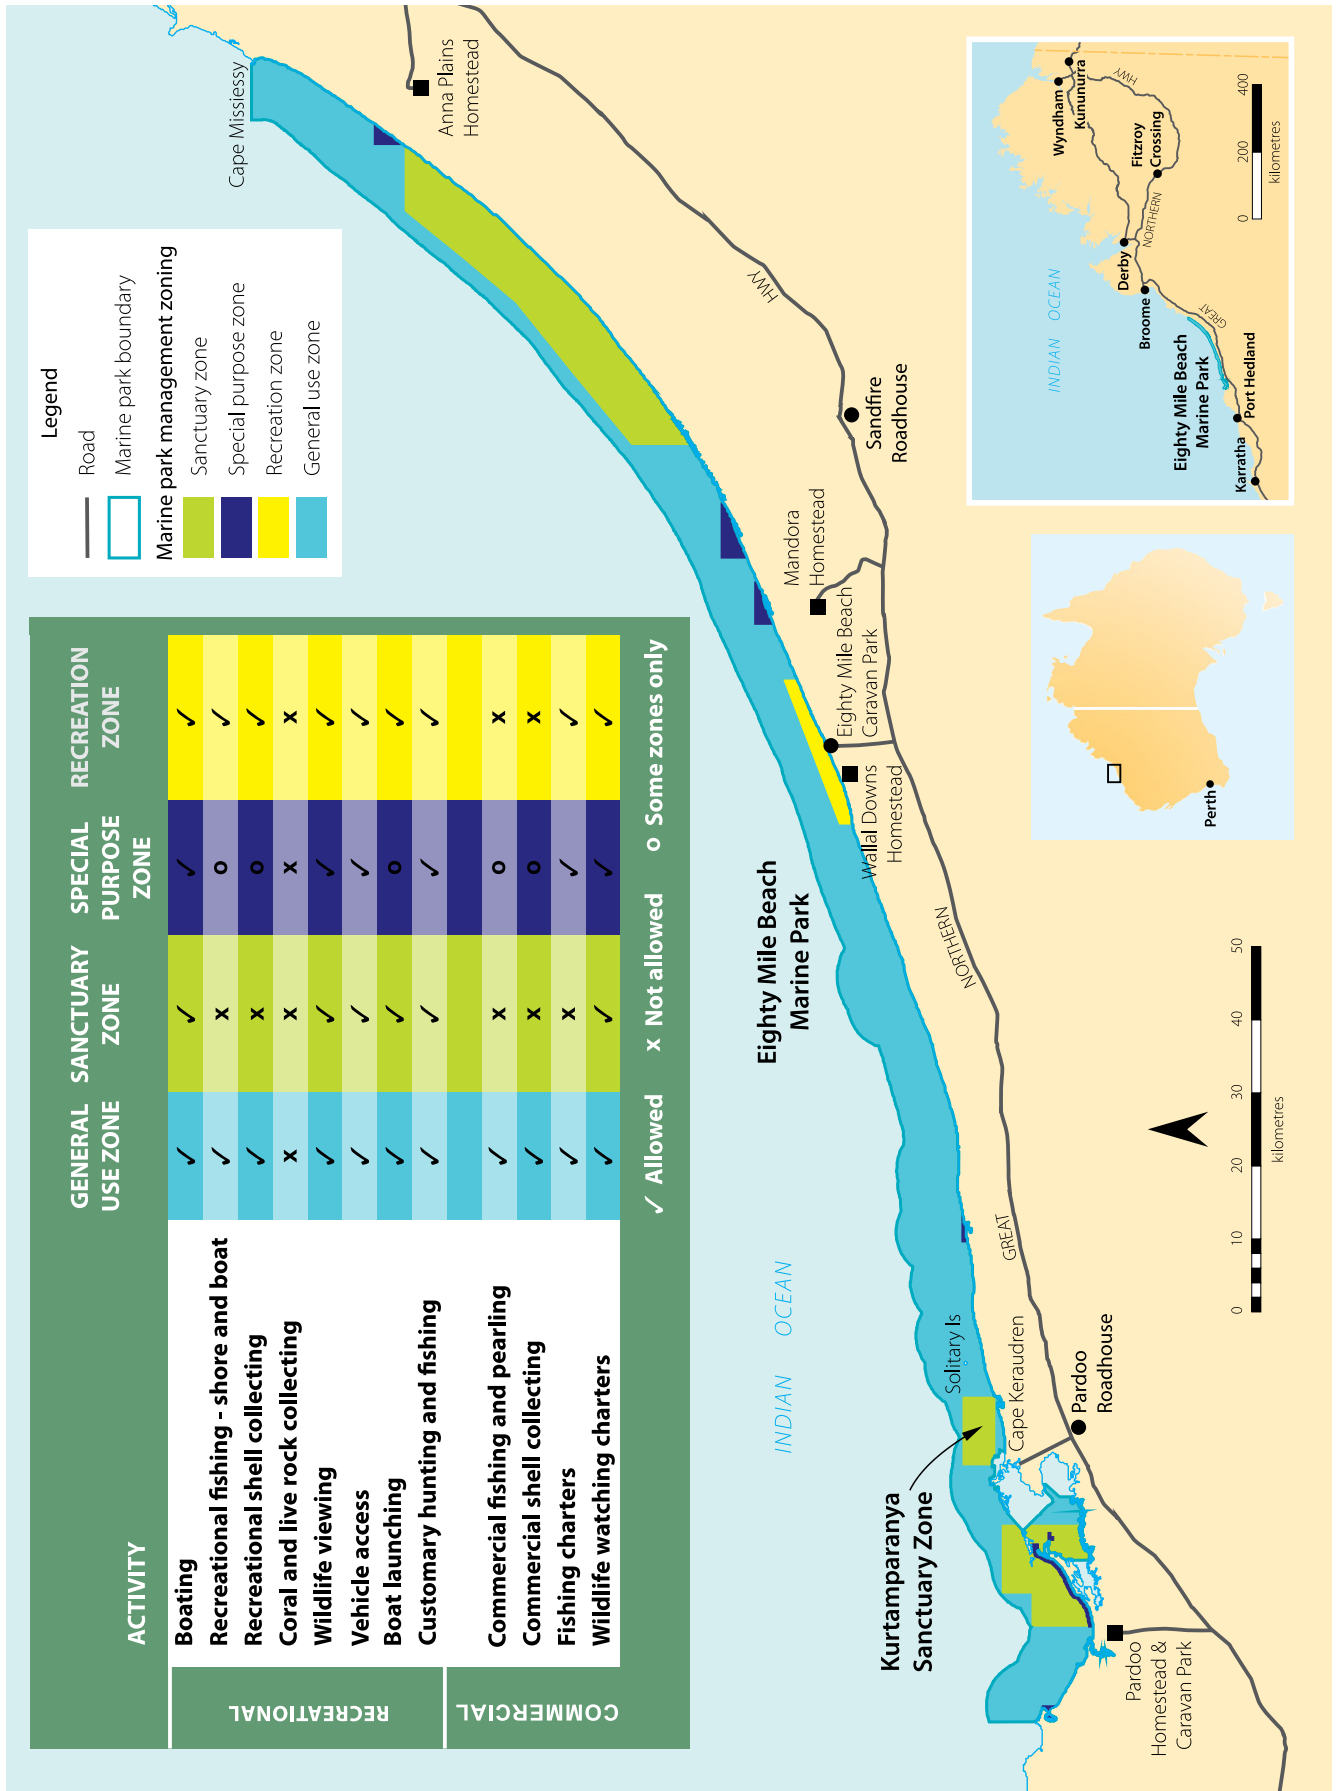 ACTIVITY
GENERAL
USE ZONE
SANCTUARY
ZONE
SPECIAL
PURPOSE
ZONE
RECREATION
ZONE
RECREATIONAL
Boating ✓ ✓ ✓ ✓
Recreational fishing – shore and boat ✓ x o ✓
Recreational shell collecting ✓ x o ✓
Coral and live rock collecting x x x x
Wildlife viewing ✓ ✓ ✓ ✓
Vehicle access ✓ ✓ ✓ ✓
Boat launching ✓ ✓ o ✓
Customary hunting and fishing ✓ ✓ ✓ ✓
COMMERCIAL
Commercial fishing and pearling ✓ x o x
Commercial shell collecting ✓ x o x
Fishing charters ✓ x ✓ ✓
Wildlife watching charters ✓ ✓ ✓ ✓
✓ Allowed x Not allowed o Some zones only
Legend
Road
Marine park boundary
Marine park management zoning
Sanctuary zone
Special purpose zone
Recreation zone
General use zone
Cape Missiessy
Anna Plains
Homestead
HWY
Sandfire
Roadhouse
Mandora
Homestead
Eighty Mile Beach
Caravan Park
Wallal Downs
Homestead
Eighty Mile Beach
Marine Park
NORTHERN
GREAT
INDIAN OCEAN
Solitary Is
Cape Keraudren
Pardoo
Roadhouse
Kurtamparanya
Sanctuary Zone
Pardoo
Homestead &
Caravan Park
0 10 20 30 40 50
kilometres
Perth
INDIAN OCEAN
Wyndham
Kununurra
HWY
Fitzroy
Crossing
NORTHERN
Derby
Broome
GREAT
Eighty Mile Beach
Marine Park
Port Hedland
Karratha
0 200 400
kilometres